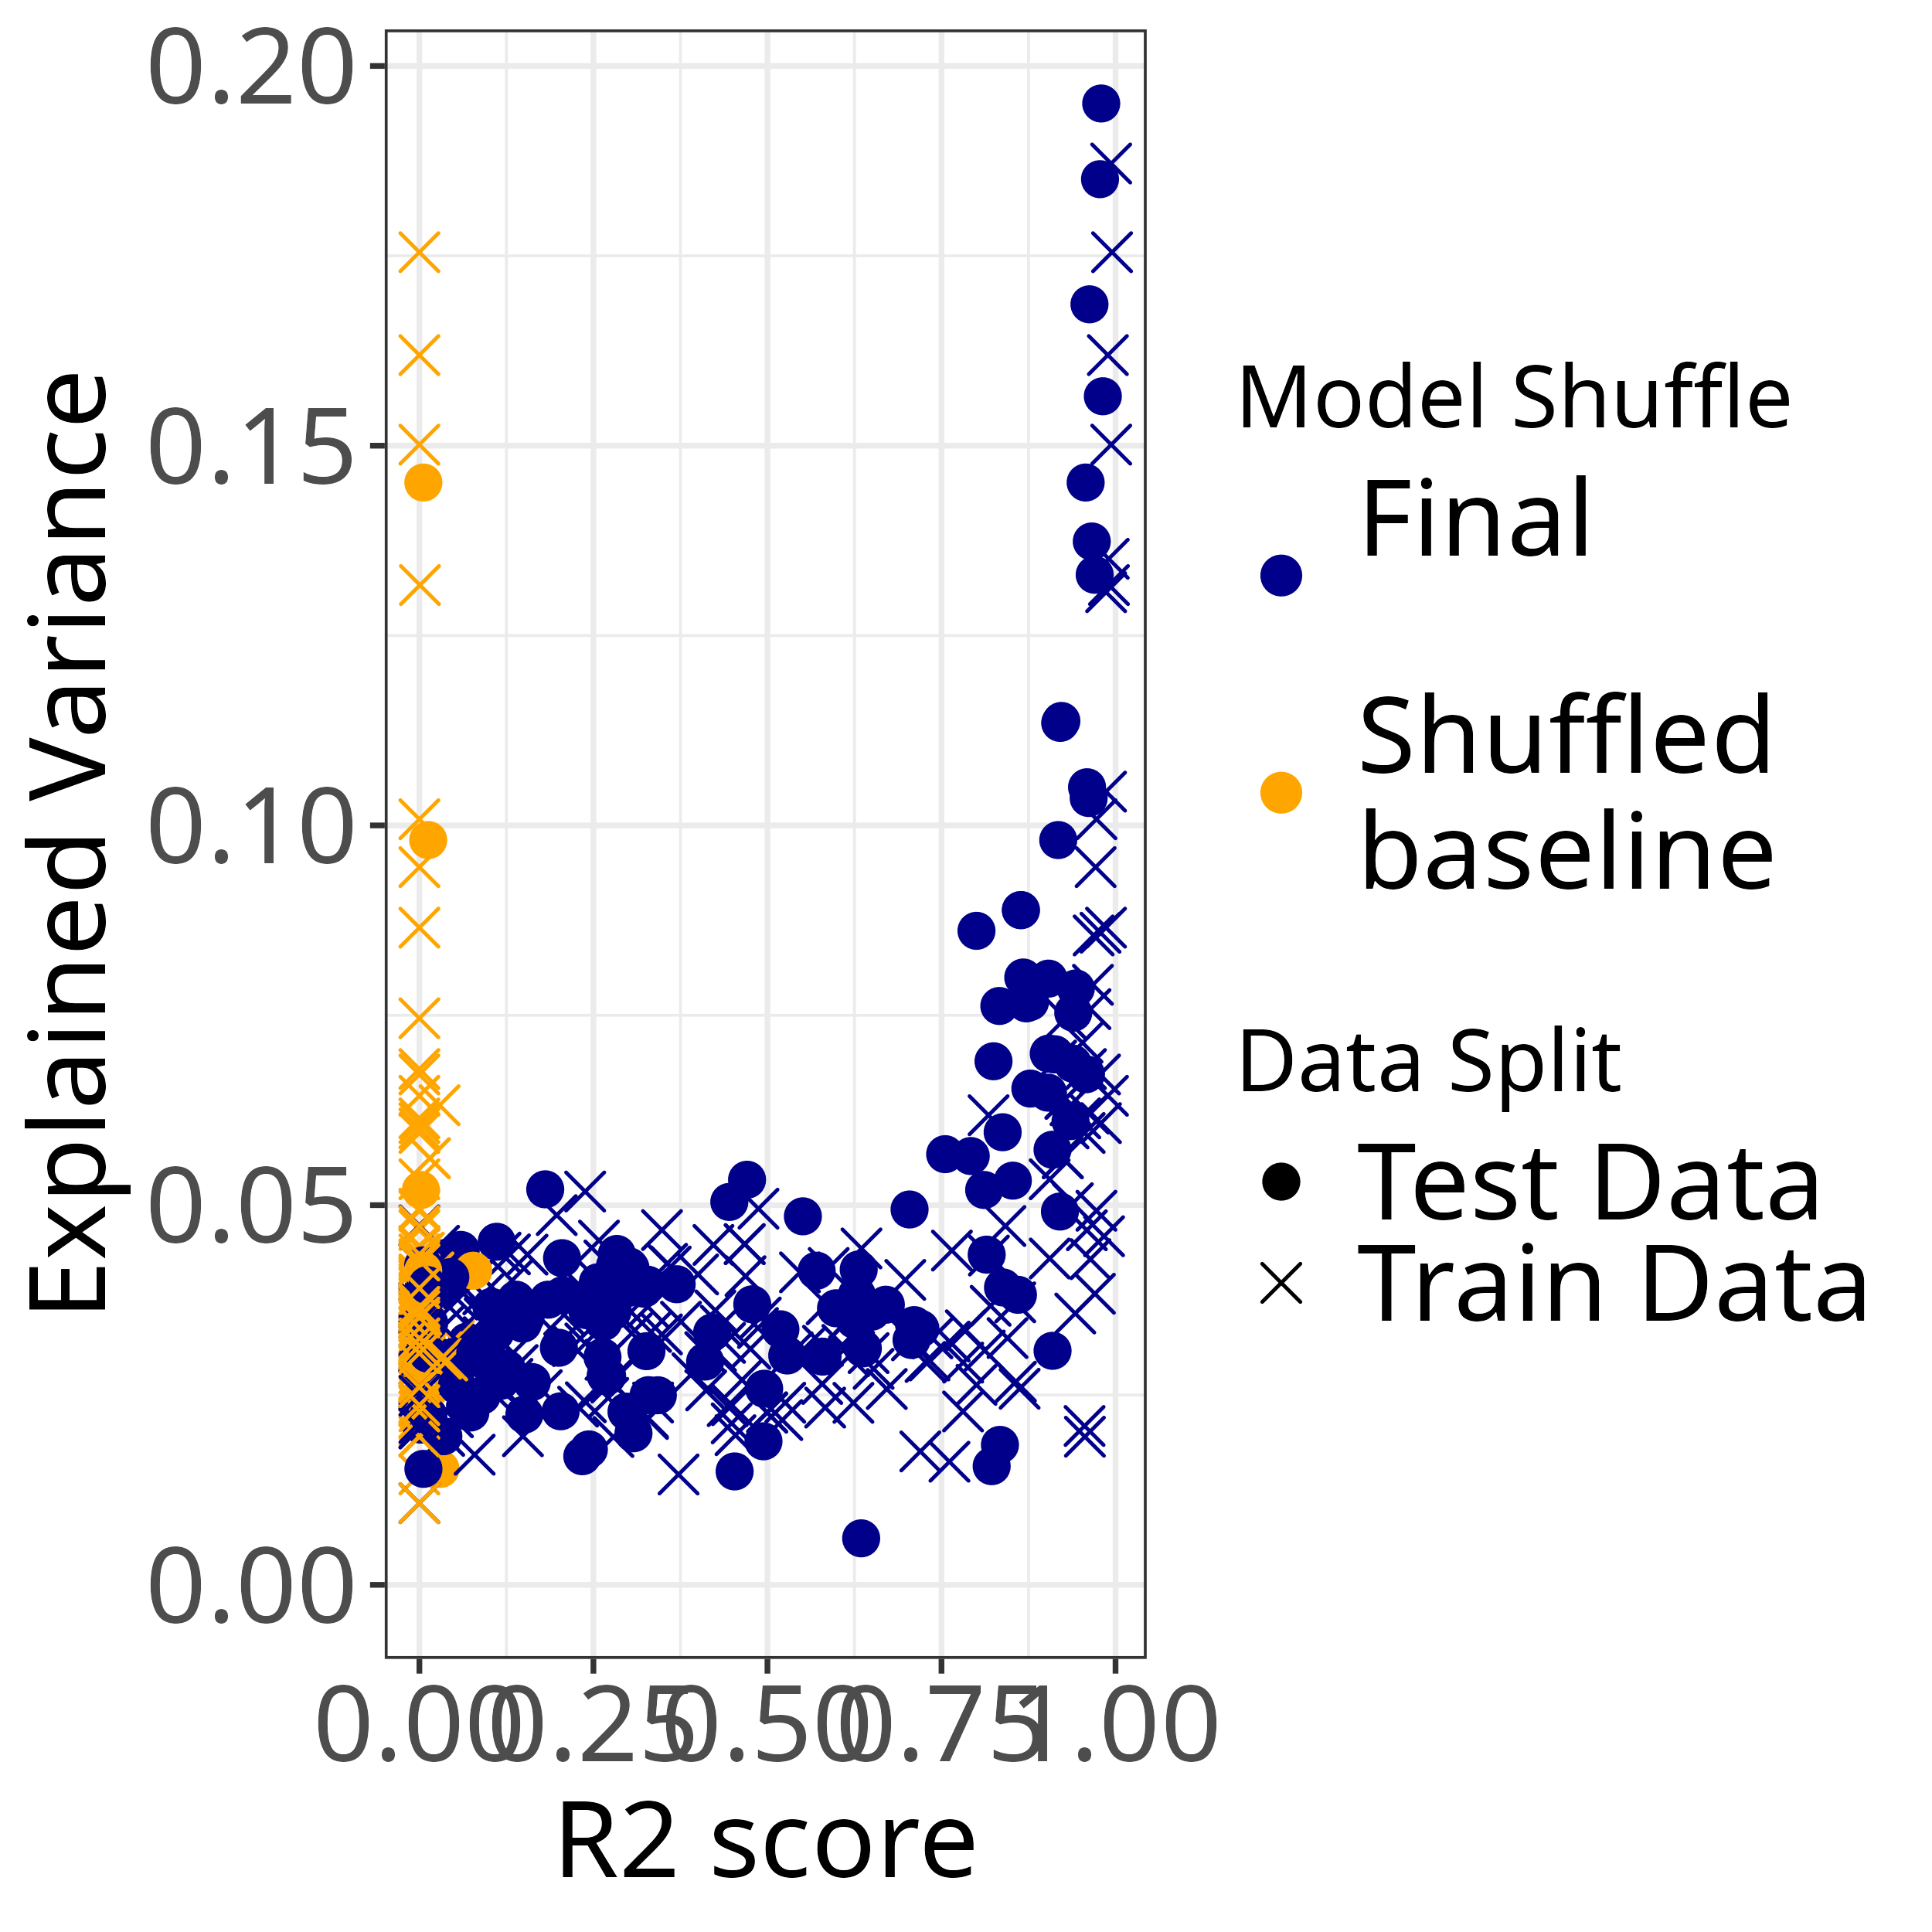 0.20
0.15
0.10
0.05
0.00
Explained Variance
0.00 0.25 0.50 0.75 1.00
R2 score
Model Shuffle
Final
Shuffled
baseline
Data Split
Test Data
Train Data